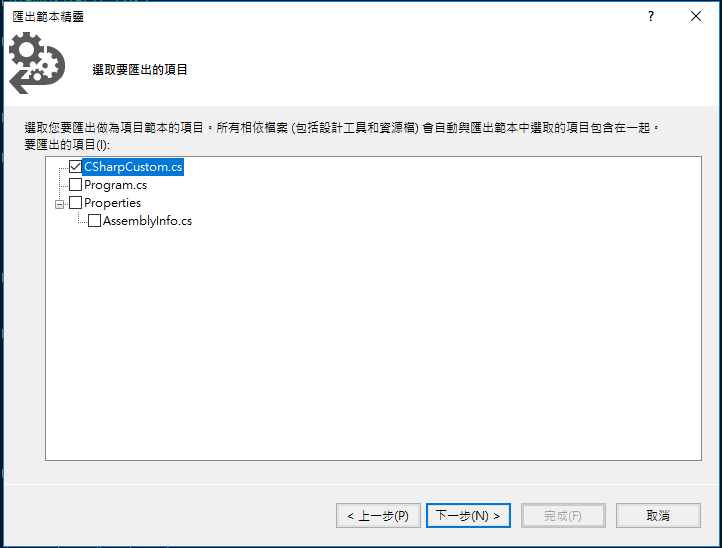 匯出範本精靈
?
選取要匯出的項目
選取您要匯出做為項目範本的項目。所有相依檔案 (包括設計工具和資源檔) 會自動與匯出範本中選取的項目包含在一起。
要匯出的項目(I):
CSharpCustom.cs
Program.cs
Properties
AssemblyInfo.cs
< 上一步(P) 下一步(N) > 完成(F) 取消